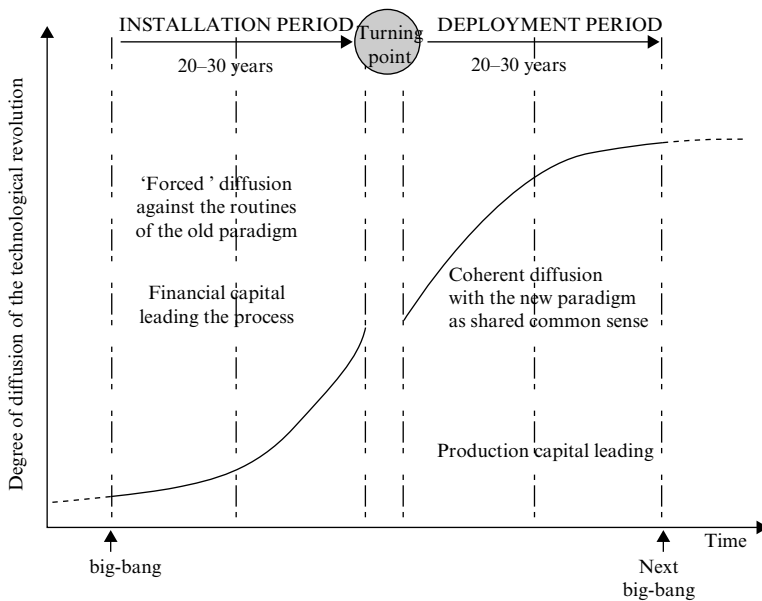 INSTALLATION PERIOD
Turning
point
DEPLOYMENT PERIOD
20–30 years
20–30 years
Degree of diffusion of the technological revolution
‘Forced ’ diffusion
against the routines
of the old paradigm
Financial capital
leading the process
Coherent diffusion
with the new paradigm
as shared common sense
Production capital leading
Time
big-bang
Next
big-bang